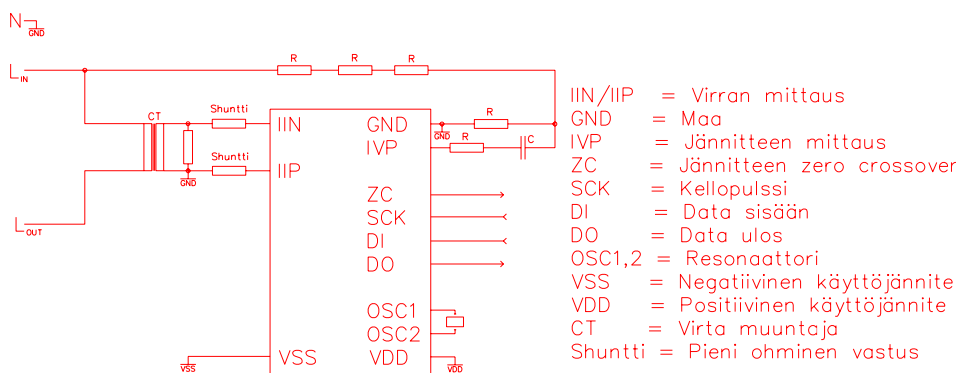 N
GND
L IN
R R R
Shuntti
CT
IIN
GND
GND
R
IVP
R
C
Shuntti
IIP
GND
ZC
SCK
DI
DO
L OUT
OSC1
OSC2
VSS
VSS
VDD
VDD
IIN/IIP = Virran mittaus
GND = Maa
IVP = Jännitteen mittaus
ZC = Jännitteen zero crossover
SCK = Kellopulssi
DI = Data sisään
DO = Data ulos
OSC1,2 = Resonaattori
VSS = Negatiivinen käyttöjännite
VDD = Positiivinen käyttöjännite
CT = Virta muuntaja
Shuntti = Pieni ohminen vastus